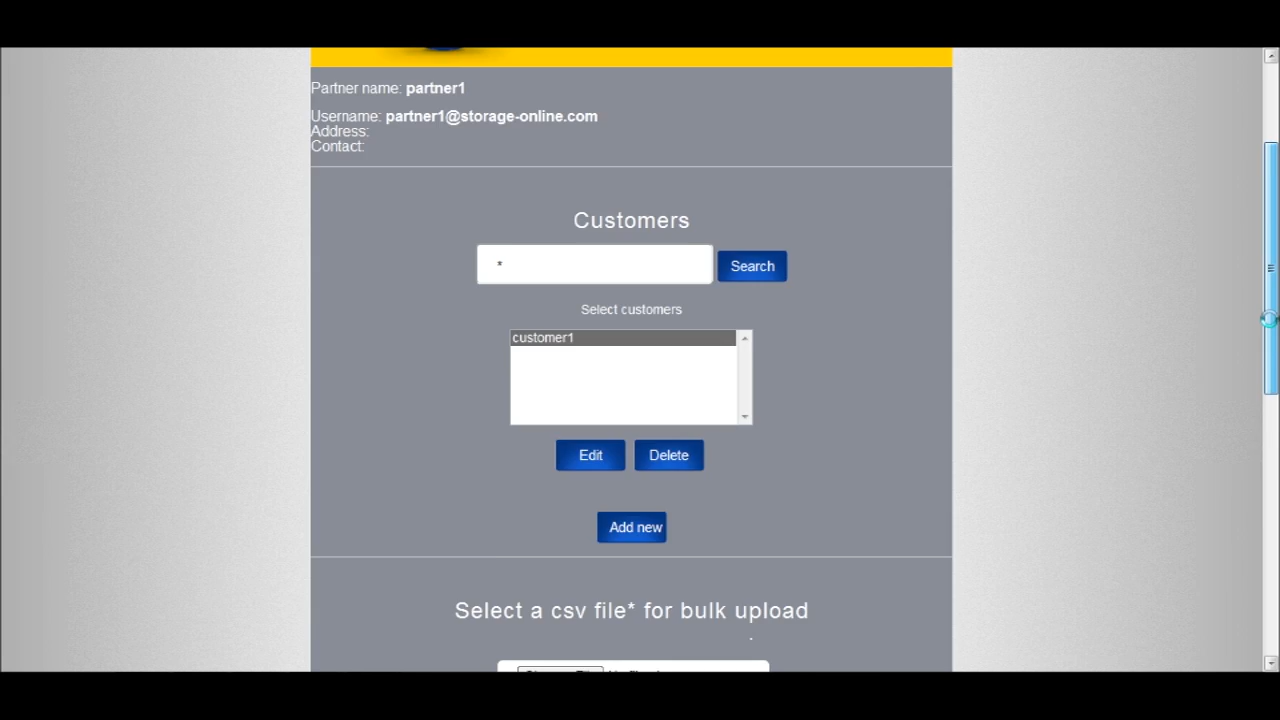 Partner name: partner1
Username: partner1@storage-online.com
Address:
Contact:
Customers
*
Search
Select customers
customer1
Edit
Delete
Add new
Select a csv file* for bulk upload